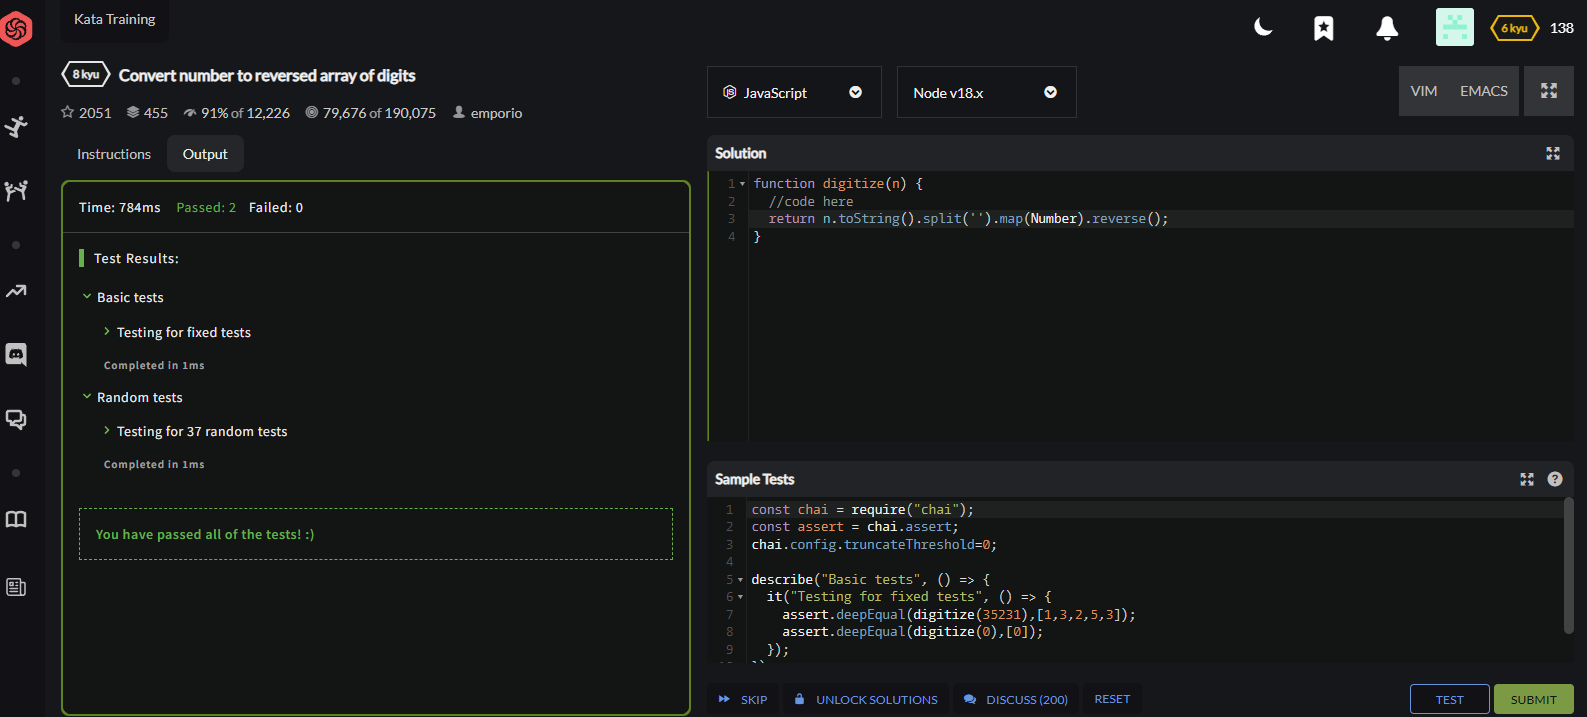 Kata Training
6 kyu 138
8 kyu Convert number to reversed array of digits
2051 455 91% of 12,226 79,676 of 190,075 emporio
Instructions Output
Time: 784ms Passed: 2 Failed: 0
Test Results:
Basic tests
Testing for fixed tests
Completed in 1ms
Random tests
Testing for 37 random tests
Completed in 1ms
You have passed all of the tests! :)
JS JavaScript Node v18.x VIM EMACS
Solution
1 function digitize(n) {
2 //code here
3 return n.toString().split('').map(Number).reverse();
4 }
Sample Tests
1 const chai = require("chai");
2 const assert = chai.assert;
3 chai.config.truncateThreshold=0;
4
5 describe("Basic tests", () => {
6 it("Testing for fixed tests", () => {
7 assert.deepEqual(digitize(35231),[1,3,2,5,3]);
8 assert.deepEqual(digitize(0),[0]);
9 });
SKIP UNLOCK SOLUTIONS DISCUSS (200) RESET TEST SUBMIT